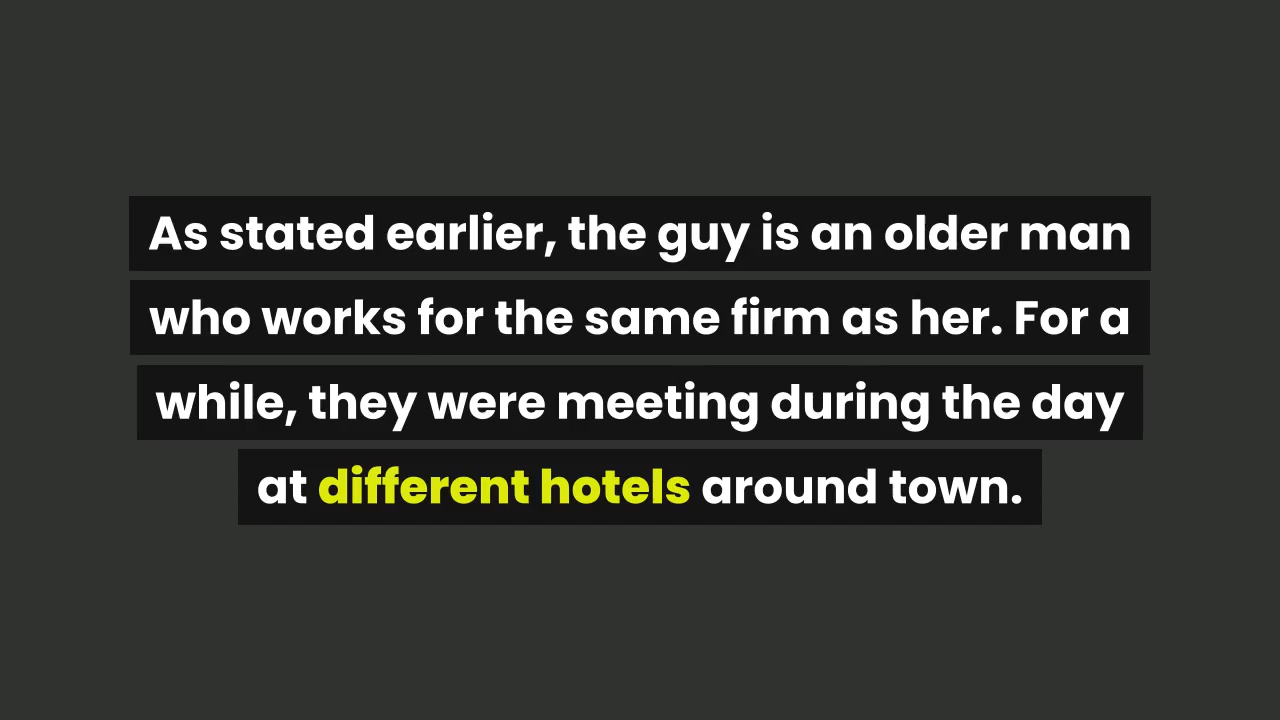 As stated earlier, the guy is an older man
who works for the same firm as her. For a
while, they were meeting during the day
at different hotels around town.